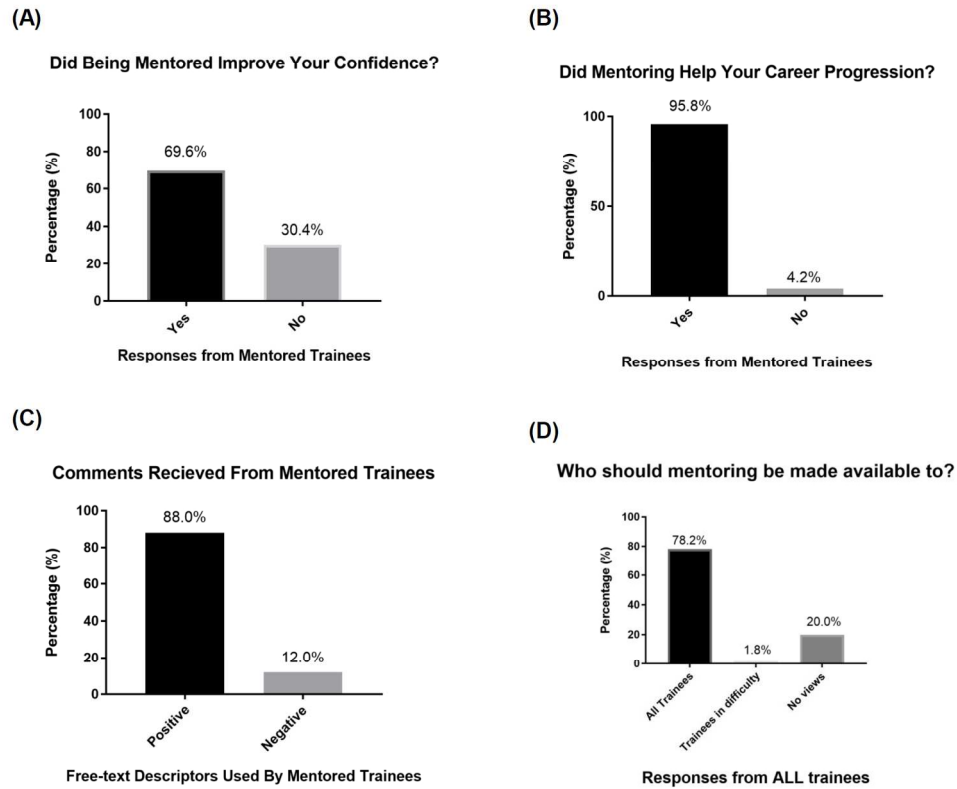 (A)
Did Being Mentored Improve Your Confidence?
Percentage (%)
100
80
60
40
20
0
69.6%
30.4%
Yes
No
Responses from Mentored Trainees
(B)
Did Mentoring Help Your Career Progression?
Percentage (%)
100
50
0
95.8%
4.2%
Yes
No
Responses from Mentored Trainees
(C)
Comments Recieved From Mentored Trainees
Percentage (%)
100
80
60
40
20
0
88.0%
12.0%
Positive
Negative
Free-text Descriptors Used By Mentored Trainees
(D)
Who should mentoring be made available to?
Percentage (%)
100
80
60
40
20
0
78.2%
1.8%
20.0%
All Trainees
Trainees in difficulty
No views
Responses from ALL trainees